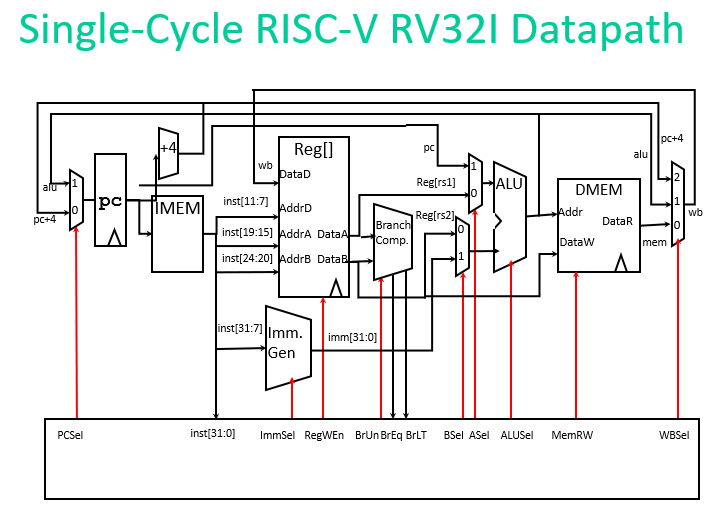 Single-Cycle RISC-V RV32I Datapath
pc+4
alu
pc
wb
+4
Reg[]
DataD
AddrD
AddrA
AddrB
DataA
DataB
inst[11:7]
inst[19:15]
inst[24:20]
alu
1
pc+4
0
pc
IMEM
Branch
Comp.
Reg[rs1]
1
0
Reg[rs2]
0
1
ALU
DMEM
Addr
DataR
DataW
mem
2
1
0
wb
inst[31:7]
Imm.
Gen
imm[31:0]
PCSel
inst[31:0]
ImmSel
RegWEn
BrUn
BrEq
BrLT
BSel
ASel
ALUSel
MemRW
WBSel